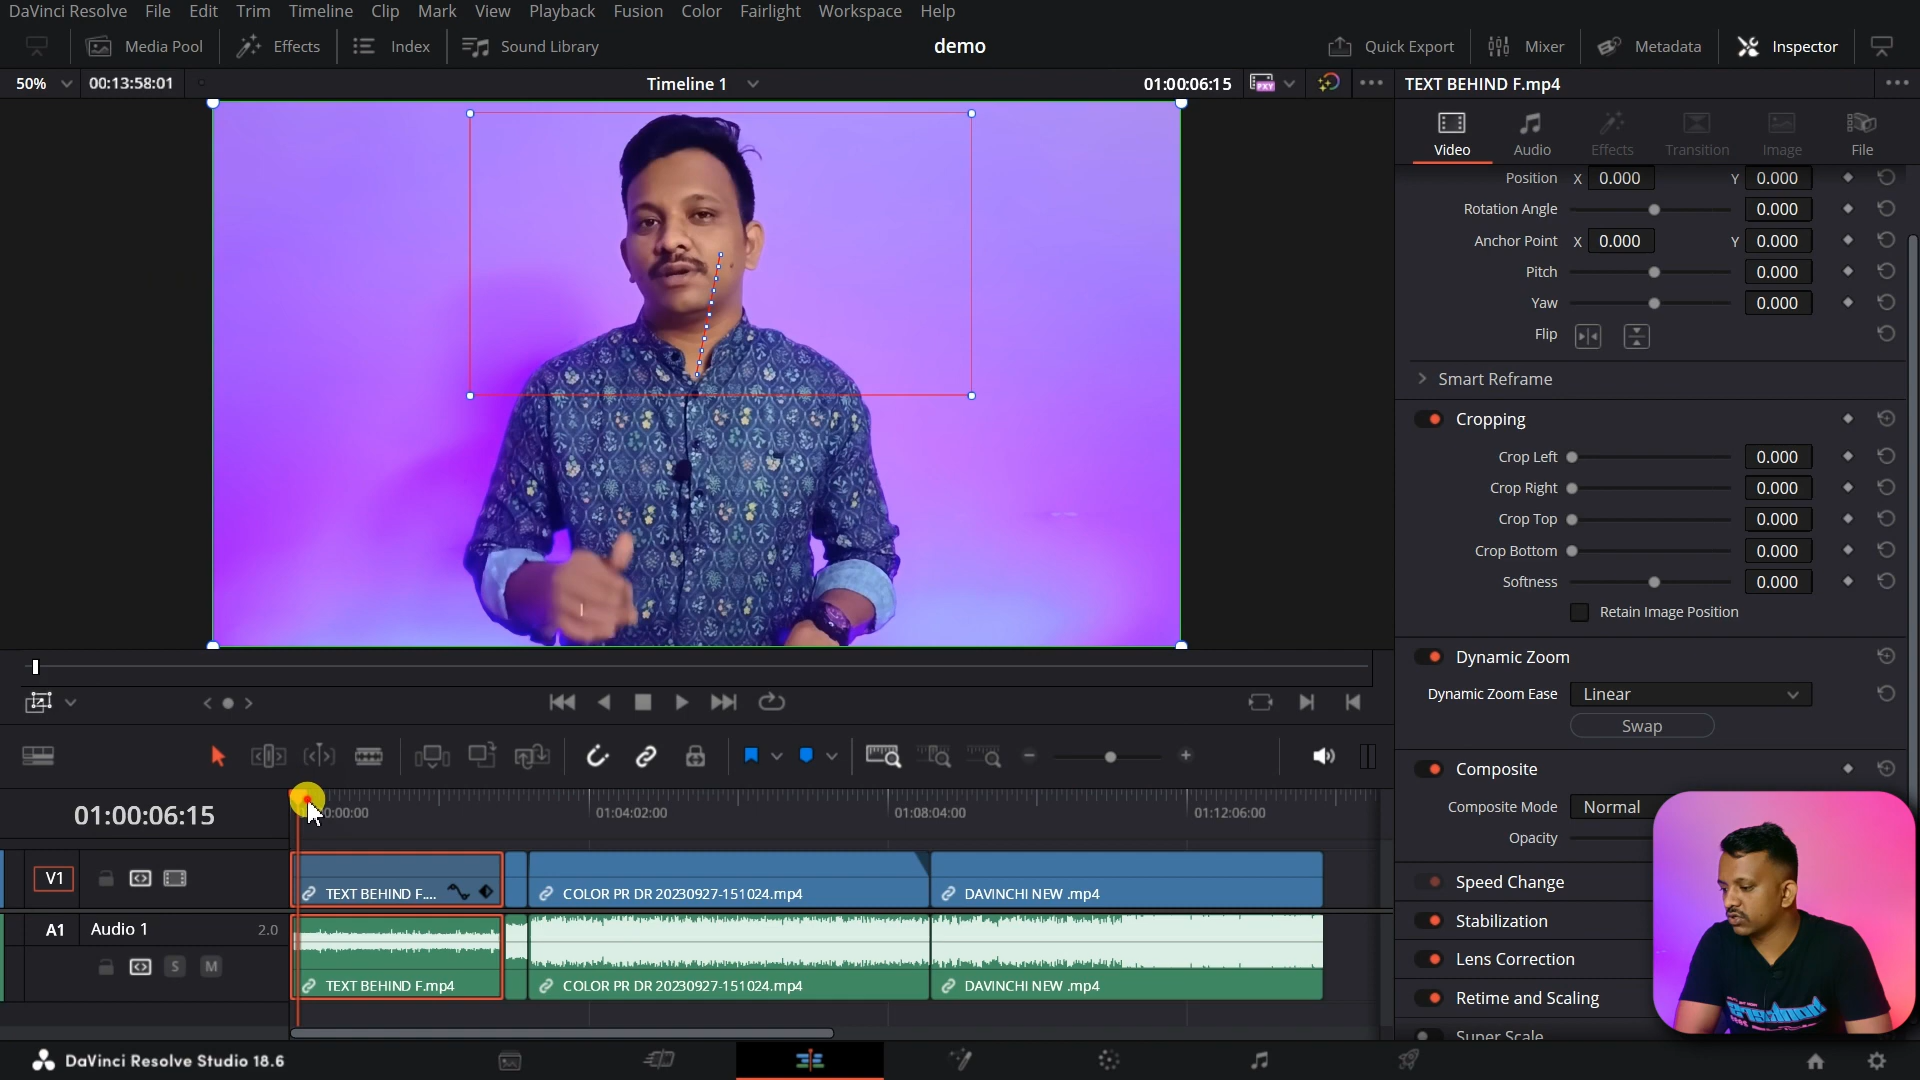 DaVinci Resolve File Edit Trim Timeline Clip Mark View Playback Fusion Color Fairlight Workspace Help
Media Pool Effects Index Sound Library demo Quick Export Mixer Metadata Inspector
50% 00:13:58:01 Timeline 1 01:00:06:15 PXY TEXT BEHIND F.mp4
Video Audio Effects Transition Image File
Position X 0.000 Y 0.000
Rotation Angle 0.000
Anchor Point X 0.000 Y 0.000
Pitch 0.000
Yaw 0.000
Flip
Smart Reframe
Cropping
Crop Left 0.000
Crop Right 0.000
Crop Top 0.000
Crop Bottom 0.000
Softness 0.000
Retain Image Position
Dynamic Zoom
Dynamic Zoom Ease Linear
Swap
Composite
Composite Mode Normal
Opacity
Speed Change
Stabilization
Lens Correction
Retime and Scaling
Super Scale
01:00:06:15 0:00:00 01:04:02:00 01:08:04:00 01:12:06:00
V1 TEXT BEHIND F.... COLOR PR DR 20230927-151024.mp4 DAVINCHI NEW .mp4
A1 Audio 1 2.0
S M
TEXT BEHIND F.mp4 COLOR PR DR 20230927-151024.mp4 DAVINCHI NEW .mp4
DaVinci Resolve Studio 18.6